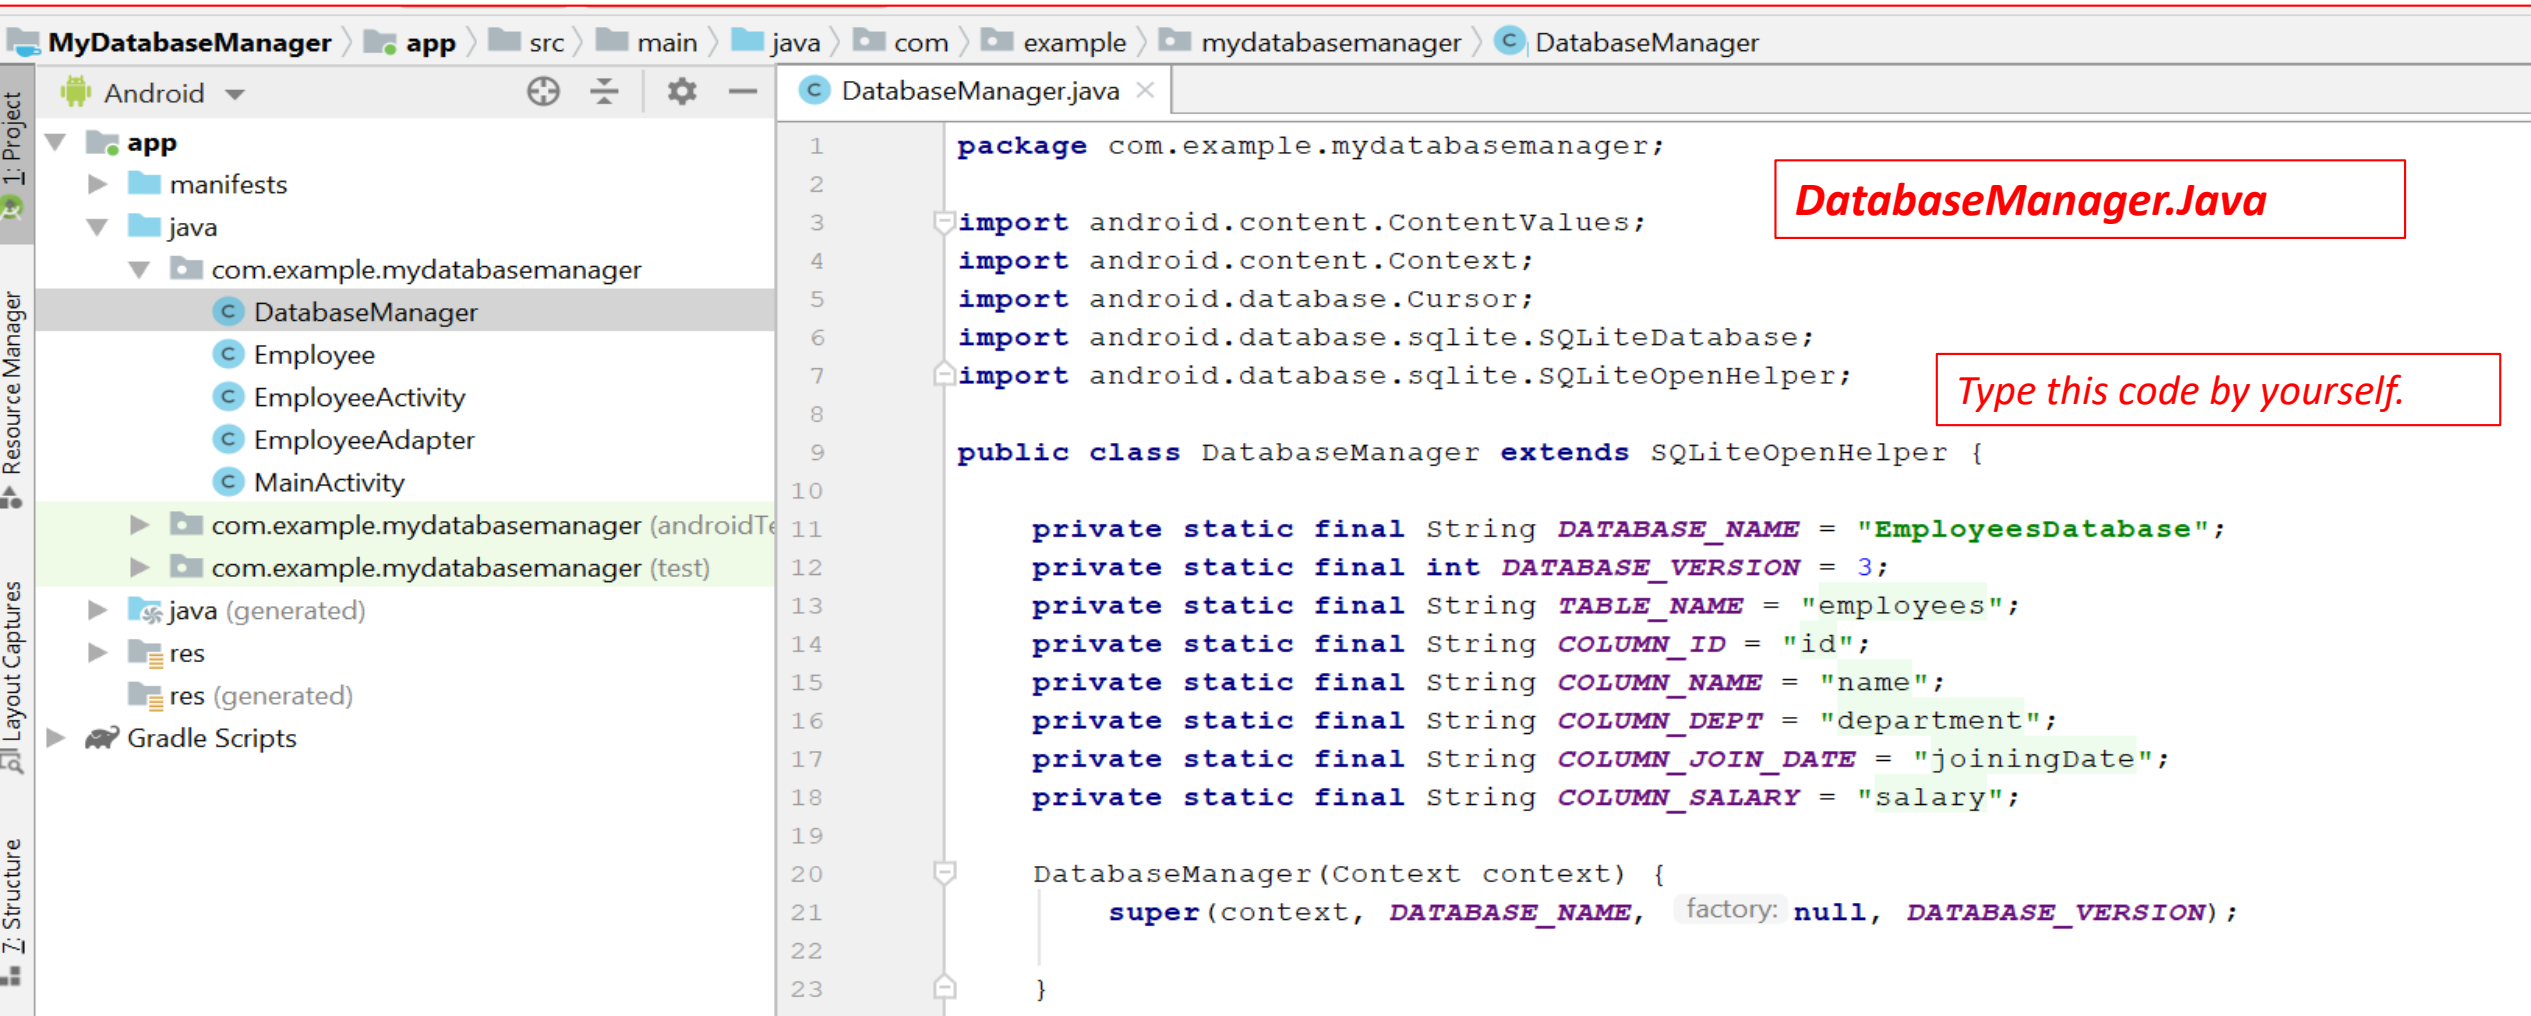 MyDatabaseManager app src main java com example mydatabasemanager DatabaseManager
1: Project
Resource Manager
Layout Captures
7: Structure
Android
app
manifests
java
com.example.mydatabasemanager
DatabaseManager
Employee
EmployeeActivity
EmployeeAdapter
MainActivity
com.example.mydatabasemanager (androidTe
com.example.mydatabasemanager (test)
java (generated)
res
res (generated)
Gradle Scripts
DatabaseManager.java
1 package com.example.mydatabasemanager;
2
3 import android.content.ContentValues;
4 import android.content.Context;
5 import android.database.Cursor;
6 import android.database.sqlite.SQLiteDatabase;
7 import android.database.sqlite.SQLiteOpenHelper;
8
9 public class DatabaseManager extends SQLiteOpenHelper {
10
11 private static final String DATABASE_NAME = "EmployeesDatabase";
12 private static final int DATABASE_VERSION = 3;
13 private static final String TABLE_NAME = "employees";
14 private static final String COLUMN_ID = "id";
15 private static final String COLUMN_NAME = "name";
16 private static final String COLUMN_DEPT = "department";
17 private static final String COLUMN_JOIN_DATE = "joiningDate";
18 private static final String COLUMN_SALARY = "salary";
19
20 DatabaseManager(Context context) {
21 super(context, DATABASE_NAME, factory: null, DATABASE_VERSION);
22
23 }
DatabaseManager.Java
Type this code by yourself.